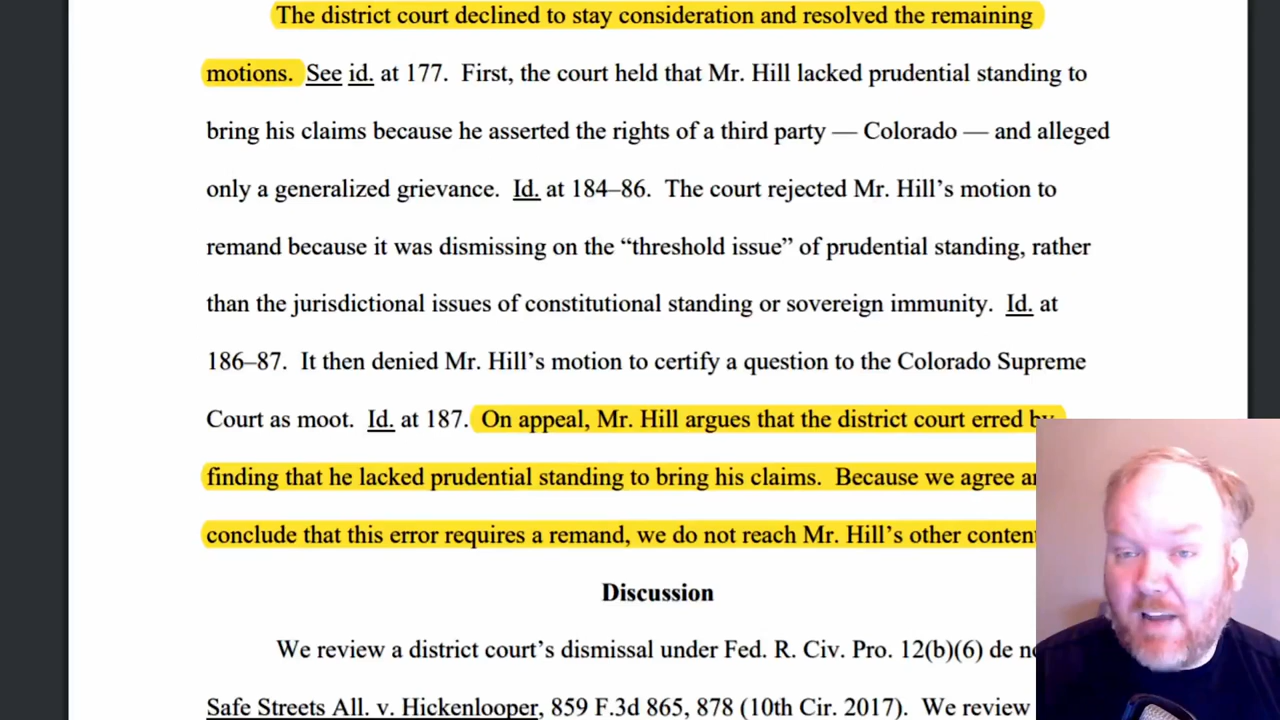 The district court declined to stay consideration and resolved the remaining
motions. See id. at 177. First, the court held that Mr. Hill lacked prudential standing to
bring his claims because he asserted the rights of a third party — Colorado — and alleged
only a generalized grievance. Id. at 184–86. The court rejected Mr. Hill’s motion to
remand because it was dismissing on the “threshold issue” of prudential standing, rather
than the jurisdictional issues of constitutional standing or sovereign immunity. Id. at
186–87. It then denied Mr. Hill’s motion to certify a question to the Colorado Supreme
Court as moot. Id. at 187. On appeal, Mr. Hill argues that the district court erred by
finding that he lacked prudential standing to bring his claims. Because we agree
conclude that this error requires a remand, we do not reach Mr. Hill’s other
Discussion
We review a district court’s dismissal under Fed. R. Civ. Pro. 12(b)(6) de
Safe Streets All. v. Hickenlooper, 859 F.3d 865, 878 (10th Cir. 2017). We review